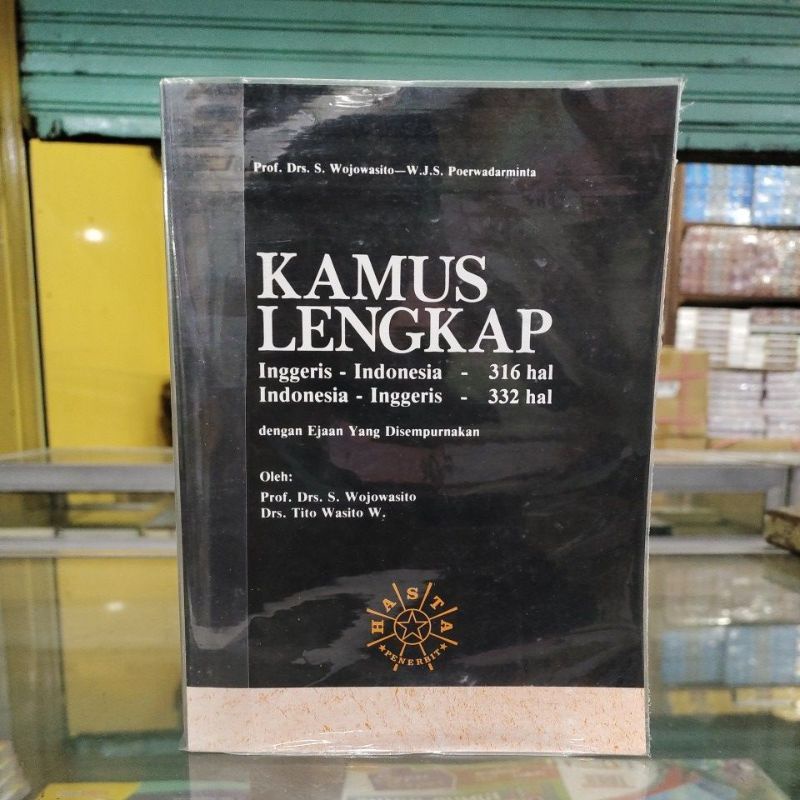 Prof. Drs. S. Wojowasito—W.J.S. Poerwadarminta
KAMUS
LENGKAP
Inggeris - Indonesia - 316 hal
Indonesia - Inggeris - 332 hal
dengan Ejaan Yang Disempurnakan
Oleh:
Prof. Drs. S. Wojowasito
Drs. Tito Wasito W.
HASTA
PENERBIT